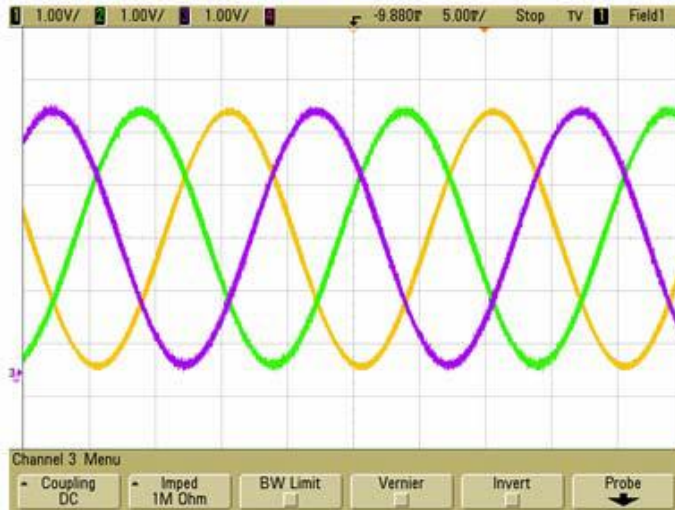 1 1.00V/ 2 1.00V/ 3 1.00V/ 4 -9.880 5.00 / Stop TV 1 Field1
3
Channel 3 Menu
Coupling Imped BW Limit Vernier Invert Probe
DC 1M Ohm